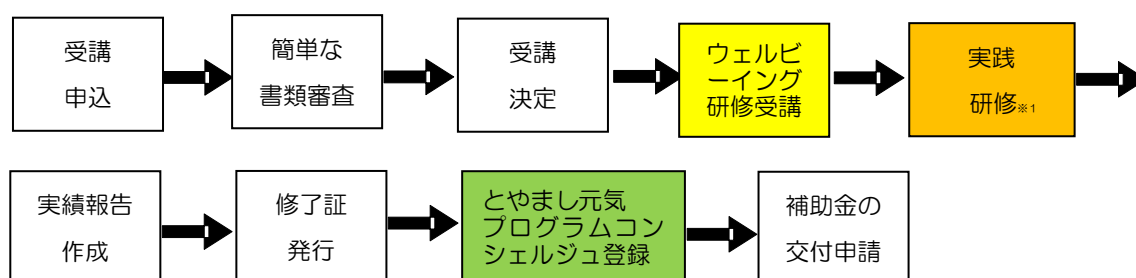 受講
申込
簡単な
書類審査
受講
決定
ウェルビ
ーイング
研修受講
実践
研修※1
実績報告
作成
修了証
発行
とやまし元気
プログラムコン
シェルジュ登録
補助金の
交付申請